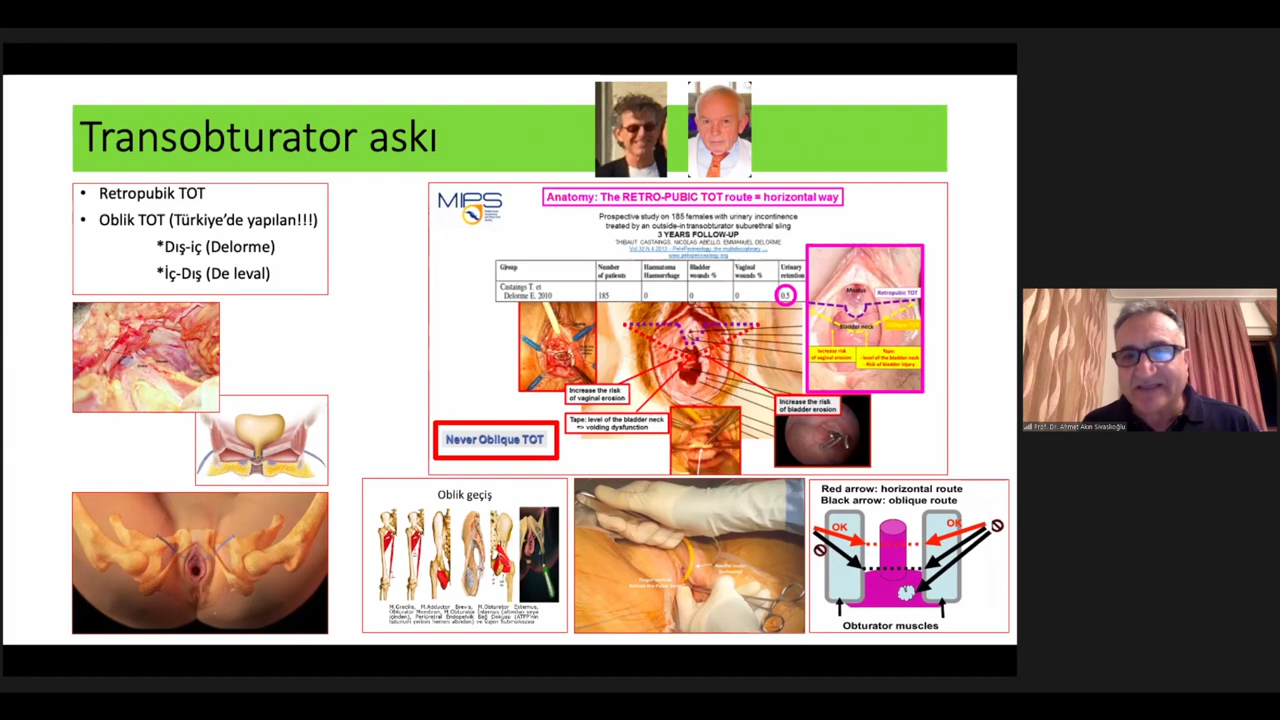 Transobturator askı
• Retropubik TOT
• Oblik TOT (Türkiye’de yapılan!!!)
*Dış-iç (Delorme)
*İç-Dış (De leval)
MIPS
Anatomy: The RETRO-PUBIC TOT route = horizontal way
Prospective study on 185 females with urinary incontinence
treated by an outside-in transobturator suburethral sling
3 YEARS FOLLOW-UP
THIBAUT CASTAINGS, NICOLAS ABELLO, EMMANUEL DELORME
Group Number of patients Haematoma Haemorrhage Bladder wounds % Vaginal wounds % Urinary retention
Castaings T. et
Delorme E. 2010 185 0 0 0 0.5
Meatus
Retropubic TOT
Bladder neck
Increase risk
of vaginal erosion
Tape:
- level of the bladder neck
- Risk of bladder injury
Increase the risk
of vaginal erosion
Tape: level of the bladder neck
=> voiding dysfunction
Increase the risk
of bladder erosion
Never Oblique TOT
Oblik geçiş
Red arrow: horizontal route
Black arrow: oblique route
OK
OK
Obturator muscles
Prof. Dr. Ahmet Akın Sivaslıoğlu